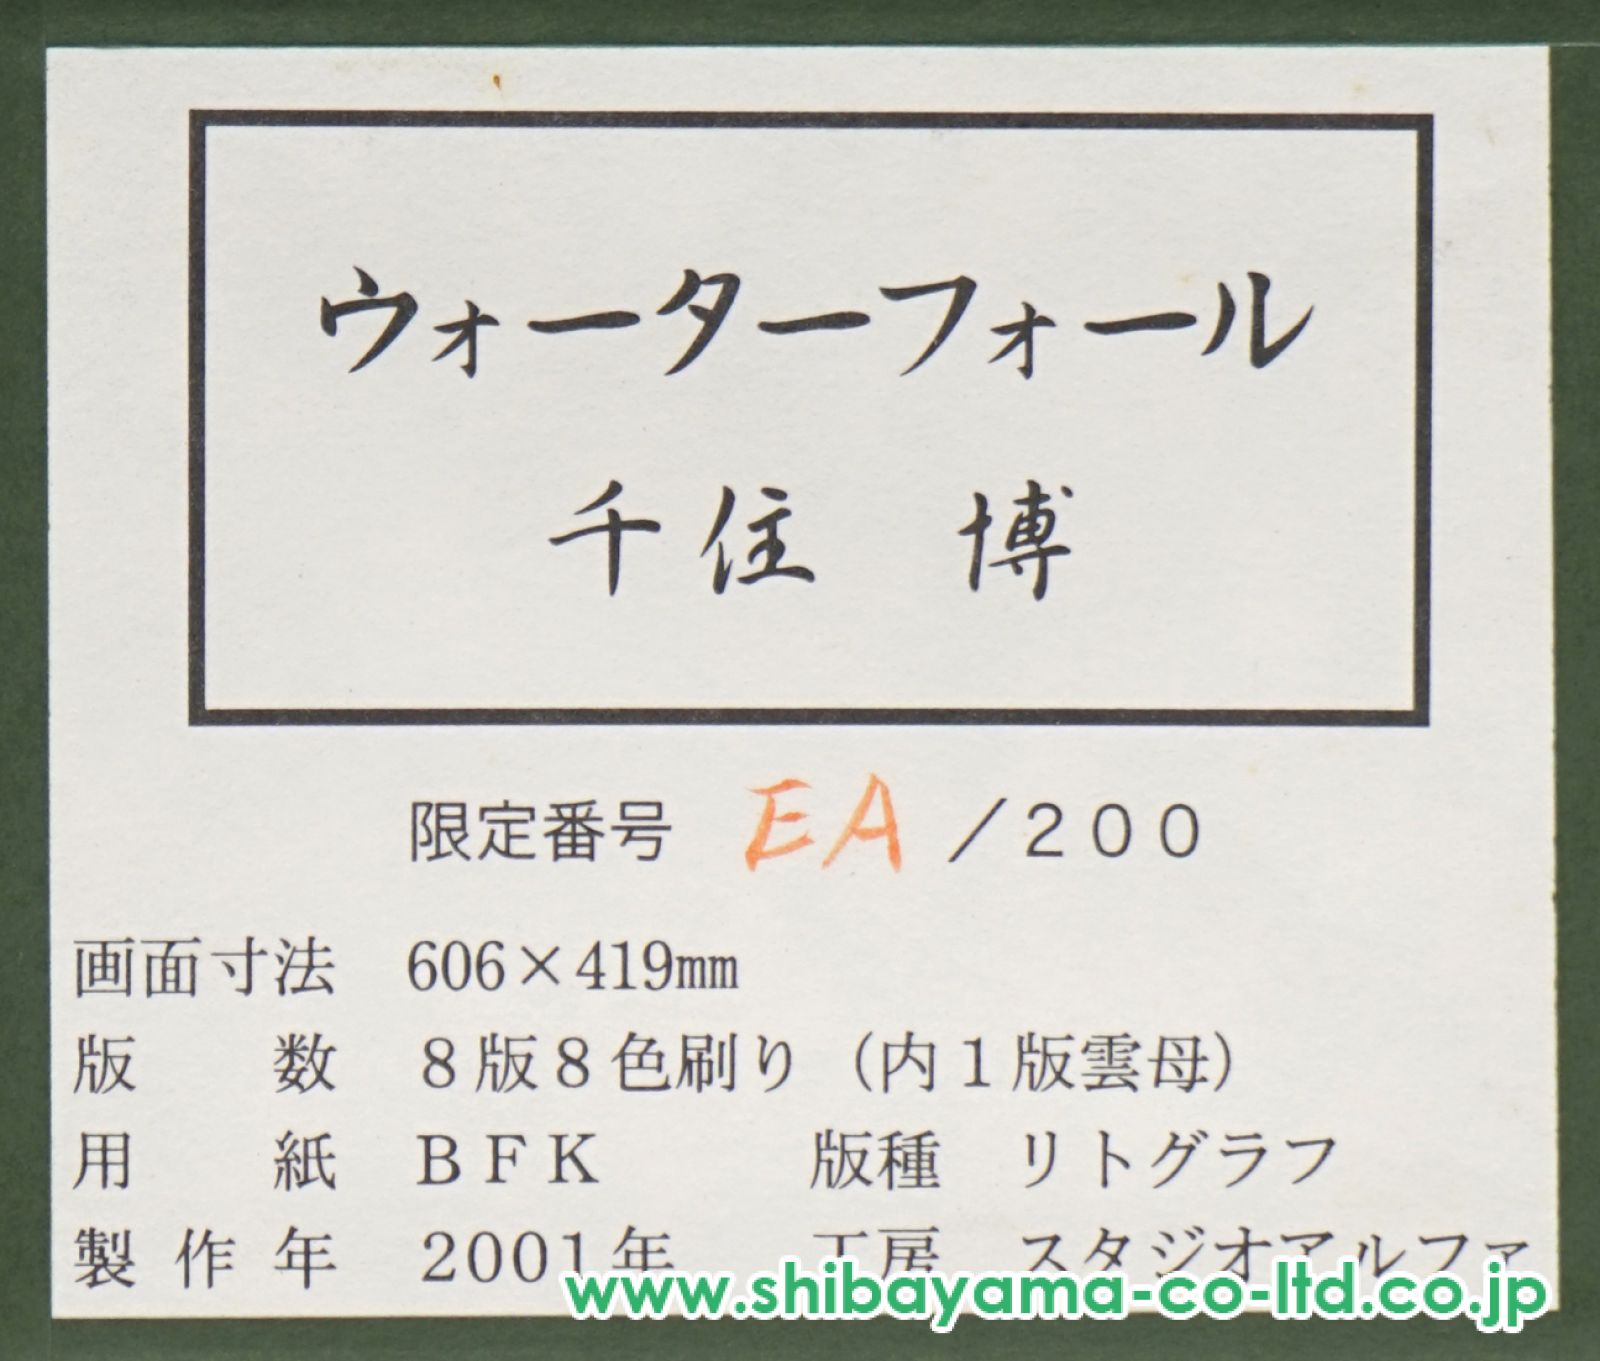 ウォーターフォール
千住 博
限定番号 EA /200
画面寸法 606×419mm
版数 8版8色刷り（内1版雲母）
用紙 BFK 版種 リトグラフ
製作年 2001年 工房 スタジオアルファ
www.shibayama-co-ltd.co.jp